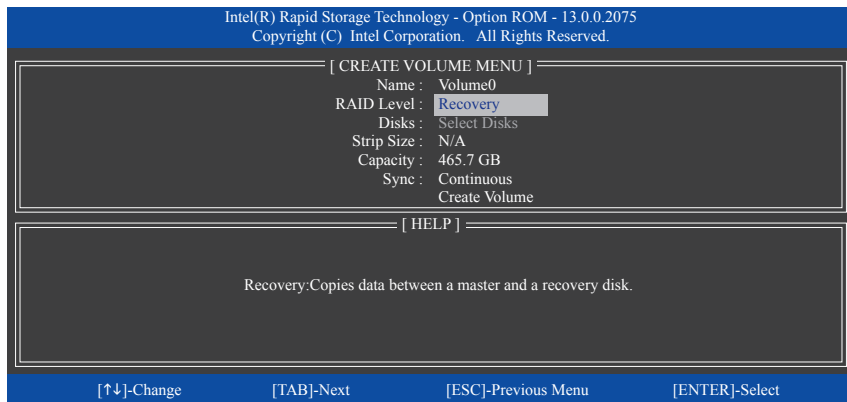 Intel(R) Rapid Storage Technology - Option ROM - 13.0.0.2075
Copyright (C) Intel Corporation. All Rights Reserved.
[ CREATE VOLUME MENU ]
Name : Volume0
RAID Level : Recovery
Disks : Select Disks
Strip Size : N/A
Capacity : 465.7 GB
Sync : Continuous
Create Volume
[ HELP ]
Recovery:Copies data between a master and a recovery disk.
[↑↓]-Change [TAB]-Next [ESC]-Previous Menu [ENTER]-Select